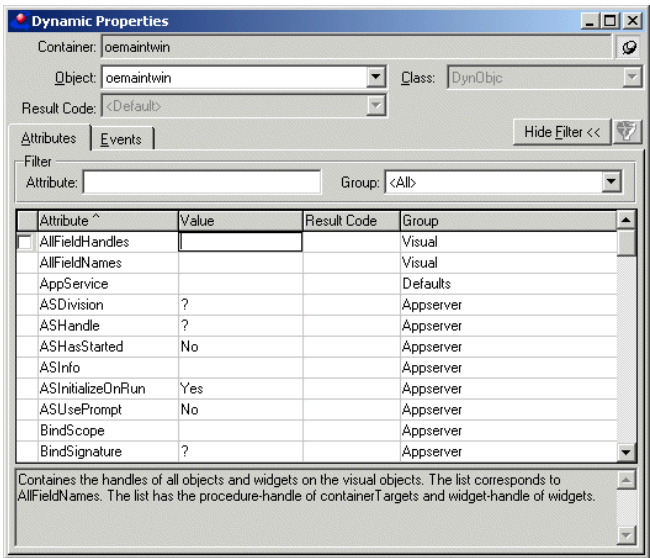 Dynamic Properties
Container: oemaintwin
Object: oemaintwin Class: DynObjc
Result Code: <Default>
Attributes Events Hide Filter <<
Filter
Attribute: Group: <All>
Attribute ^ Value Result Code Group
AllFieldHandles Visual
AllFieldNames Visual
AppService Defaults
ASDivision ? Appserver
ASHandle ? Appserver
ASHasStarted No Appserver
ASInfo Appserver
ASInitializeOnRun Yes Appserver
ASUsePrompt No Appserver
BindScope Appserver
BindSignature ? Appserver
Containes the handles of all objects and widgets on the visual objects. The list corresponds to
AllFieldNames. The list has the procedure-handle of containerTargets and widget-handle of widgets.